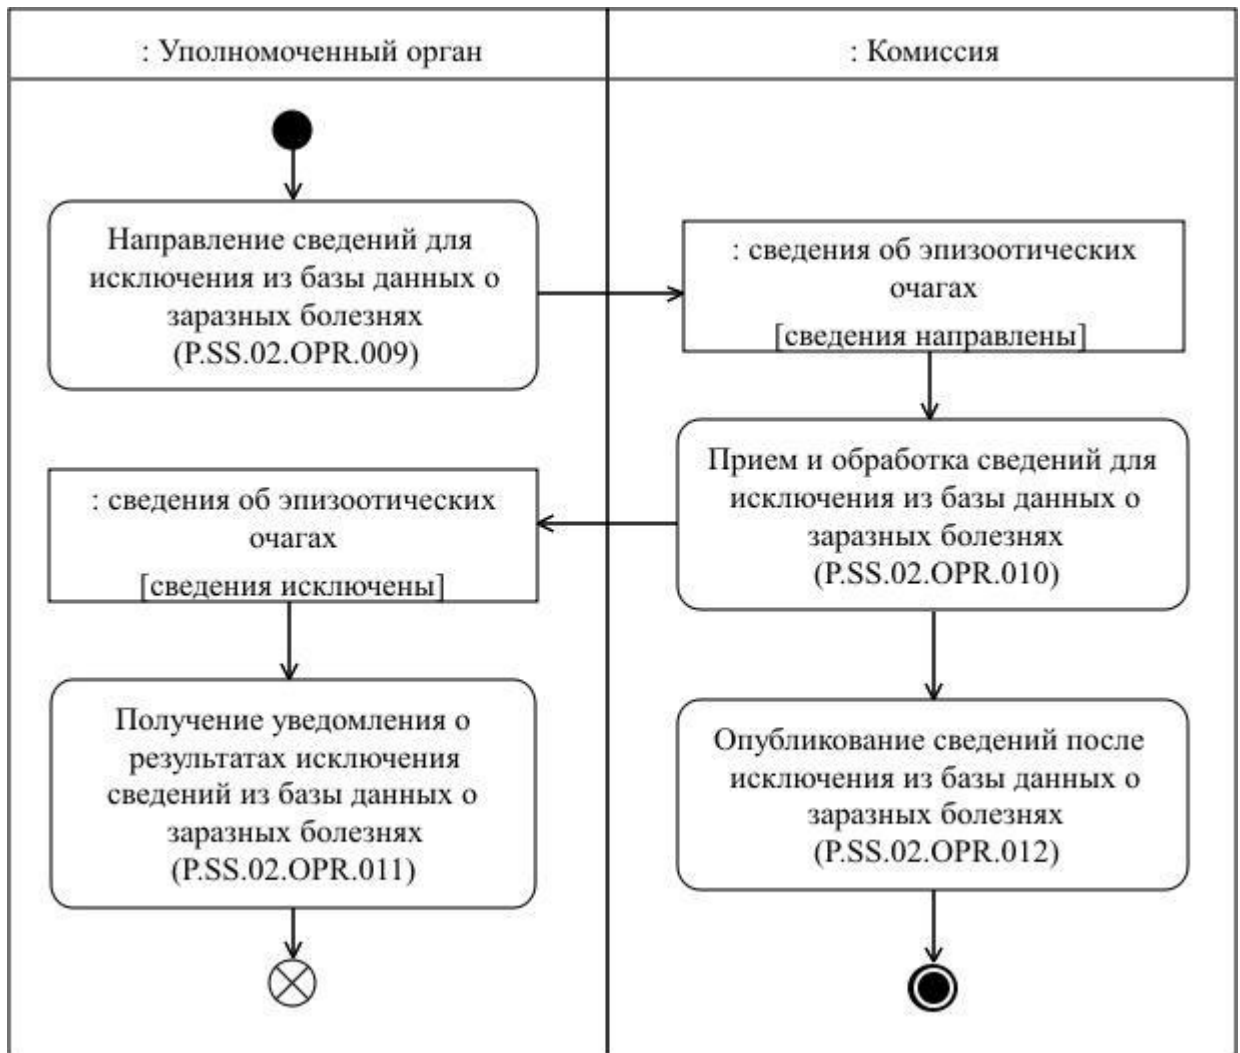 : Уполномоченный орган
: Комиссия
Направление сведений для
исключения из базы данных о
заразных болезнях
(P.SS.02.OPR.009)
: сведения об эпизоотических
очагах
[сведения направлены]
Прием и обработка сведений для
исключения из базы данных о
заразных болезнях
(P.SS.02.OPR.010)
: сведения об эпизоотических
очагах
[сведения исключены]
Получение уведомления о
результатах исключения
сведений из базы данных о
заразных болезнях
(P.SS.02.OPR.011)
Опубликование сведений после
исключения из базы данных о
заразных болезнях
(P.SS.02.OPR.012)